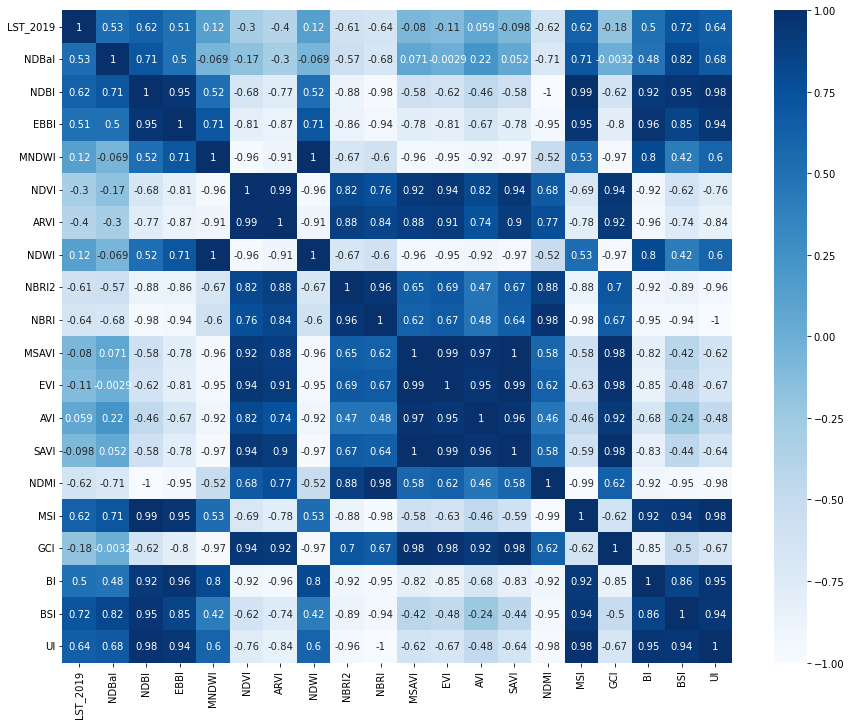 LST_2019 1 0.53 0.62 0.51 0.12 -0.3 -0.4 0.12 -0.61 -0.64 -0.08 -0.11 0.059 -0.098 -0.62 0.62 -0.18 0.5 0.72 0.64
NDBal 0.53 1 0.71 0.5 -0.069 -0.17 -0.3 -0.069 -0.57 -0.68 0.071 -0.0029 0.22 0.052 -0.71 0.71 -0.0032 0.48 0.82 0.68
NDBI 0.62 0.71 1 0.95 0.52 -0.68 -0.77 0.52 -0.88 -0.98 -0.58 -0.62 -0.46 -0.58 -1 0.99 -0.62 0.92 0.95 0.98
EBBI 0.51 0.5 0.95 1 0.71 -0.81 -0.87 0.71 -0.86 -0.94 -0.78 -0.81 -0.67 -0.78 -0.95 0.95 -0.8 0.96 0.85 0.94
MNDWI 0.12 -0.069 0.52 0.71 1 -0.96 -0.91 1 -0.67 -0.6 -0.96 -0.95 -0.92 -0.97 -0.52 0.53 -0.97 0.8 0.42 0.6
NDVI -0.3 -0.17 -0.68 -0.81 -0.96 1 0.99 -0.96 0.82 0.76 0.92 0.94 0.82 0.94 0.68 -0.69 0.94 -0.92 -0.62 -0.76
ARVI -0.4 -0.3 -0.77 -0.87 -0.91 0.99 1 -0.91 0.88 0.84 0.88 0.91 0.74 0.9 0.77 -0.78 0.92 -0.96 -0.74 -0.84
NDWI 0.12 -0.069 0.52 0.71 1 -0.96 -0.91 1 -0.67 -0.6 -0.96 -0.95 -0.92 -0.97 -0.52 0.53 -0.97 0.8 0.42 0.6
NBRI2 -0.61 -0.57 -0.88 -0.86 -0.67 0.82 0.88 -0.67 1 0.96 0.65 0.69 0.47 0.67 0.88 -0.88 0.7 -0.92 -0.89 -0.96
NBRI -0.64 -0.68 -0.98 -0.94 -0.6 0.76 0.84 -0.6 0.96 1 0.62 0.67 0.48 0.64 0.98 -0.98 0.67 -0.95 -0.94 -1
MSAVI -0.08 0.071 -0.58 -0.78 -0.96 0.92 0.88 -0.96 0.65 0.62 1 0.99 0.97 1 0.58 -0.58 0.98 -0.82 -0.42 -0.62
EVI -0.11 -0.0029 -0.62 -0.81 -0.95 0.94 0.91 -0.95 0.69 0.67 0.99 1 0.95 0.99 0.62 -0.63 0.98 -0.85 -0.48 -0.67
AVI 0.059 0.22 -0.46 -0.67 -0.92 0.82 0.74 -0.92 0.47 0.48 0.97 0.95 1 0.96 0.46 -0.46 0.92 -0.68 -0.24 -0.48
SAVI -0.098 0.052 -0.58 -0.78 -0.97 0.94 0.9 -0.97 0.67 0.64 1 0.99 0.96 1 0.58 -0.59 0.98 -0.83 -0.44 -0.64
NDMI -0.62 -0.71 -1 -0.95 -0.52 0.68 0.77 -0.52 0.88 0.98 0.58 0.62 0.46 0.58 1 -0.99 0.62 -0.92 -0.95 -0.98
MSI 0.62 0.71 0.99 0.95 0.53 -0.69 -0.78 0.53 -0.88 -0.98 -0.58 -0.63 -0.46 -0.59 -0.99 1 -0.62 0.92 0.94 0.98
GCI -0.18 -0.0032 -0.62 -0.8 -0.97 0.94 0.92 -0.97 0.7 0.67 0.98 0.98 0.92 0.98 0.62 -0.62 1 -0.85 -0.5 -0.67
BI 0.5 0.48 0.92 0.96 0.8 -0.92 -0.96 0.8 -0.92 -0.95 -0.82 -0.85 -0.68 -0.83 -0.92 0.92 -0.85 1 0.86 0.95
BSI 0.72 0.82 0.95 0.85 0.42 -0.62 -0.74 0.42 -0.89 -0.94 -0.42 -0.48 -0.24 -0.44 -0.95 0.94 -0.5 0.86 1 0.94
UI 0.64 0.68 0.98 0.94 0.6 -0.76 -0.84 0.6 -0.96 -1 -0.62 -0.67 -0.48 -0.64 -0.98 0.98 -0.67 0.95 0.94 1
LST_2019 NDBal NDBI EBBI MNDWI NDVI ARVI NDWI NBRI2 NBRI MSAVI EVI AVI SAVI NDMI MSI GCI BI BSI UI
1.00
0.75
0.50
0.25
0.00
−0.25
−0.50
−0.75
−1.00